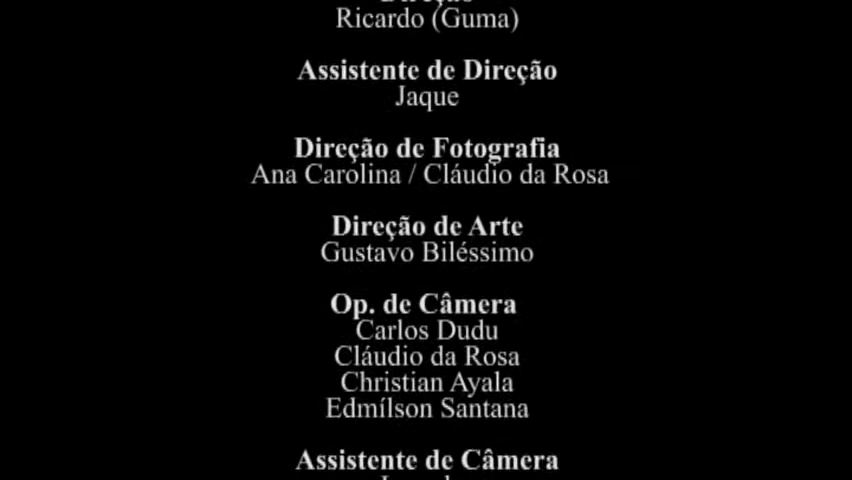 Direção
Ricardo (Guma)
Assistente de Direção
Jaque
Direção de Fotografia
Ana Carolina / Cláudio da Rosa
Direção de Arte
Gustavo Biléssimo
Op. de Câmera
Carlos Dudu
Cláudio da Rosa
Christian Ayala
Edmílson Santana
Assistente de Câmera